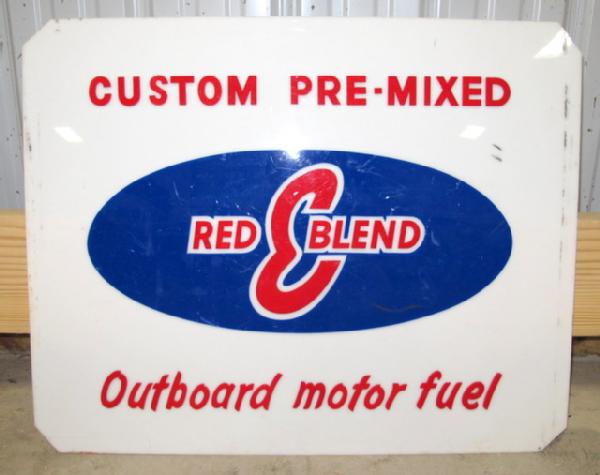 CUSTOM PRE-MIXED
RED E BLEND
Outboard motor fuel